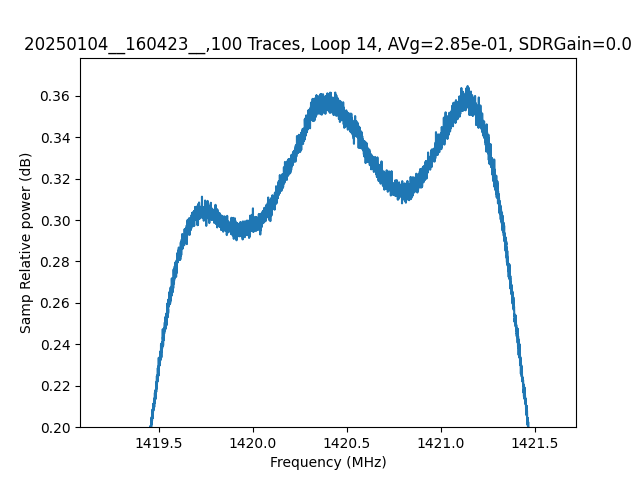 20250104__160423__,100 Traces, Loop 14, AVg=2.85e-01, SDRGain=0.0
Samp Relative power (dB)
0.36
0.34
0.32
0.30
0.28
0.26
0.24
0.22
0.20
1419.5 1420.0 1420.5 1421.0 1421.5
Frequency (MHz)